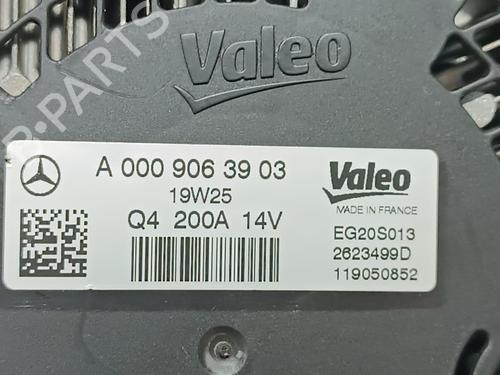 Valeo
A 000 906 39 03
19W25
Q4 200A 14V
Valeo
MADE IN FRANCE
EG20S013
2623499D
119050852